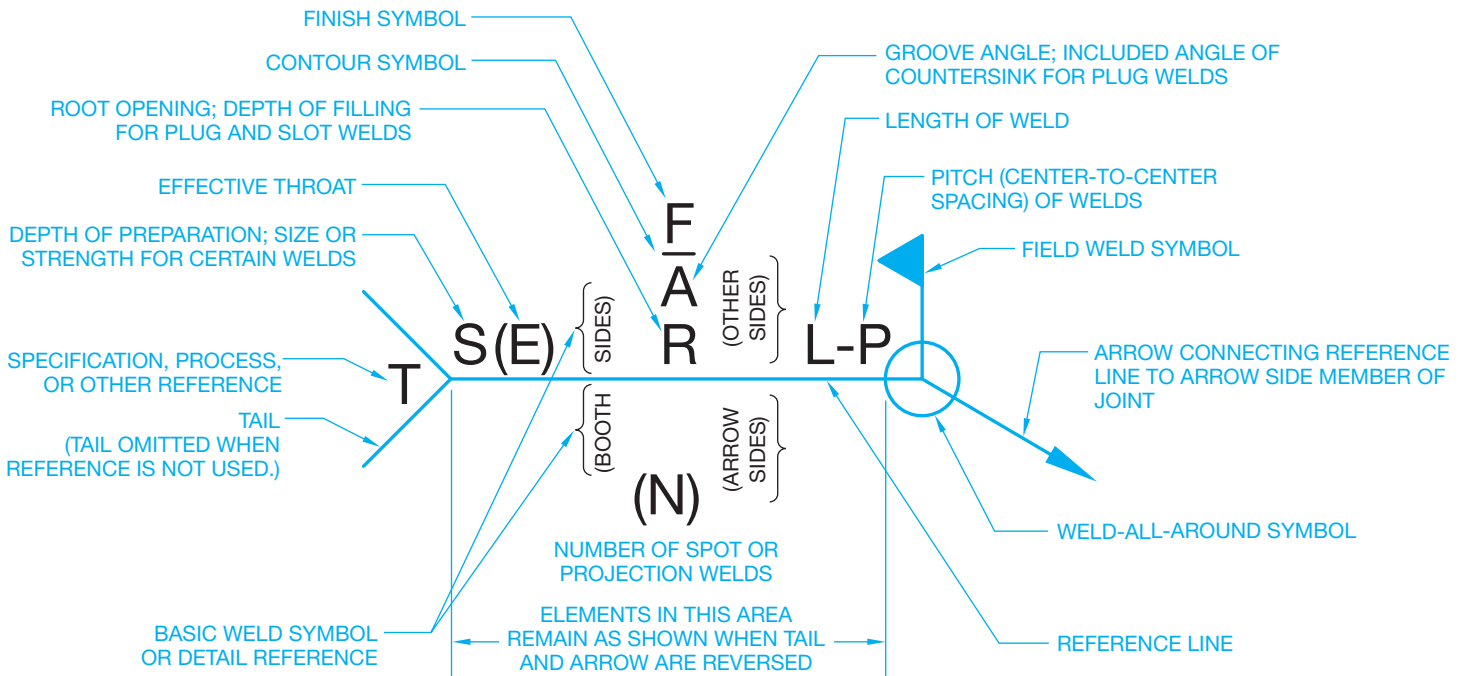 FINISH SYMBOL
CONTOUR SYMBOL
ROOT OPENING; DEPTH OF FILLING
FOR PLUG AND SLOT WELDS
EFFECTIVE THROAT
DEPTH OF PREPARATION; SIZE OR
STRENGTH FOR CERTAIN WELDS
SPECIFICATION, PROCESS,
OR OTHER REFERENCE
TAIL
(TAIL OMITTED WHEN
REFERENCE IS NOT USED.)
BASIC WELD SYMBOL
OR DETAIL REFERENCE
T
S(E)
F
A
R
SIDES)
(BOOTH
(OTHER
SIDES)
(ARROW
SIDES)
L-P
(N)
NUMBER OF SPOT OR
PROJECTION WELDS
ELEMENTS IN THIS AREA
REMAIN AS SHOWN WHEN TAIL
AND ARROW ARE REVERSED
GROOVE ANGLE; INCLUDED ANGLE OF
COUNTERSINK FOR PLUG WELDS
LENGTH OF WELD
PITCH (CENTER-TO-CENTER
SPACING) OF WELDS
FIELD WELD SYMBOL
ARROW CONNECTING REFERENCE
LINE TO ARROW SIDE MEMBER OF
JOINT
WELD-ALL-AROUND SYMBOL
REFERENCE LINE